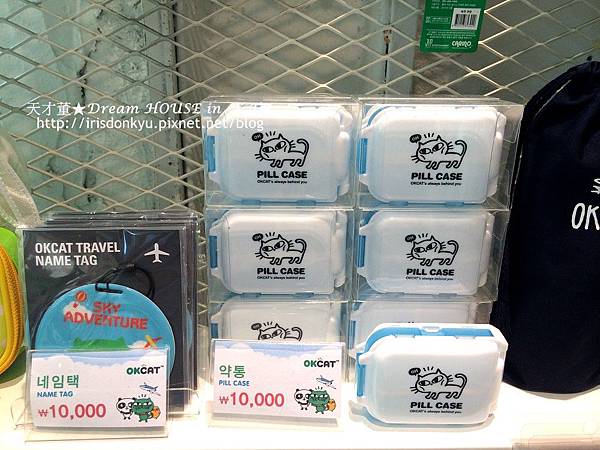 天才董★Dream HOUSE in
http://irisdonkyu.pixnet.net/blog
OKCAT TRAVEL
NAME TAG
SKY
ADVENTURE
OKCAT
네임택
NAME TAG
₩10,000
OKCAT
약통
PILL CASE
₩10,000
PILL CASE
OKCAT's always behind you
PILL CASE
OKCAT's always behind you
PILL CASE
OKCAT's always behind you
PILL CASE
OKCAT's always behind you
PILL CASE
PILL CASE
OKCAT's always behind you
OK